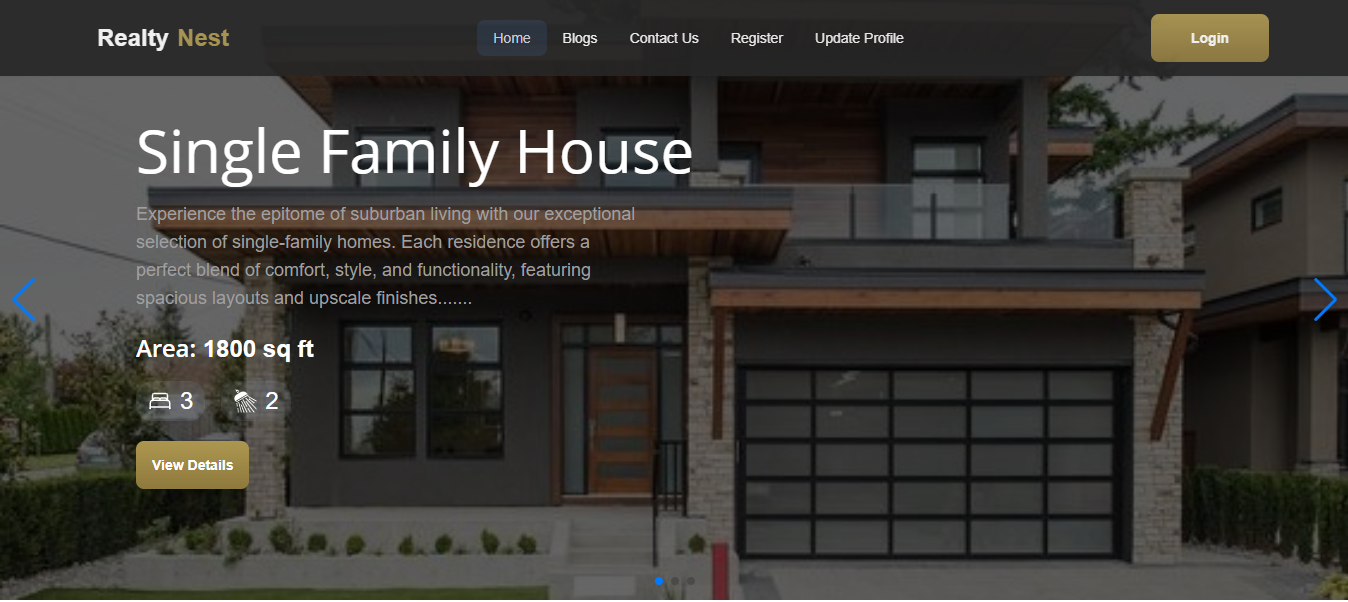 Realty Nest
Home Blogs Contact Us Register Update Profile
Login
Single Family House
Experience the epitome of suburban living with our exceptional
selection of single-family homes. Each residence offers a
perfect blend of comfort, style, and functionality, featuring
spacious layouts and upscale finishes.......
Area: 1800 sq ft
3 2
View Details